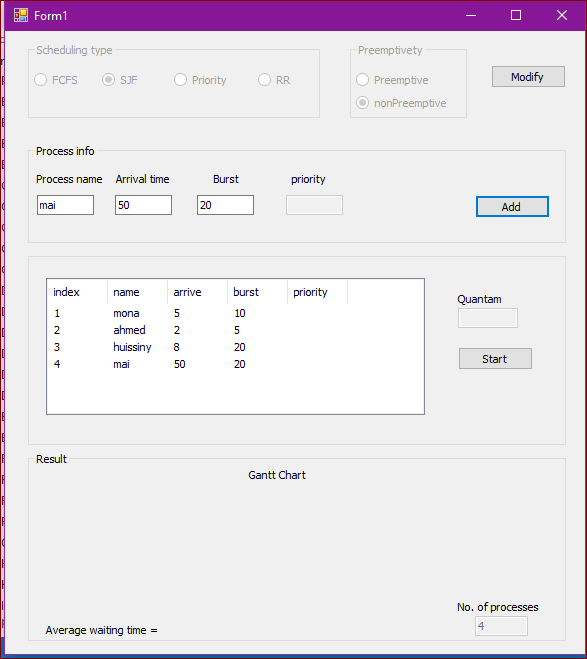 Form1
Scheduling type
FCFS SJF Priority RR
Preemptivety
Preemptive
nonPreemptive
Modify
Process info
Process name Arrival time Burst priority
mai 50 20
Add
index name arrive burst priority
1 mona 5 10
2 ahmed 2 5
3 huissiny 8 20
4 mai 50 20
Quantam
Start
Result
Gantt Chart
No. of processes
4
Average waiting time =